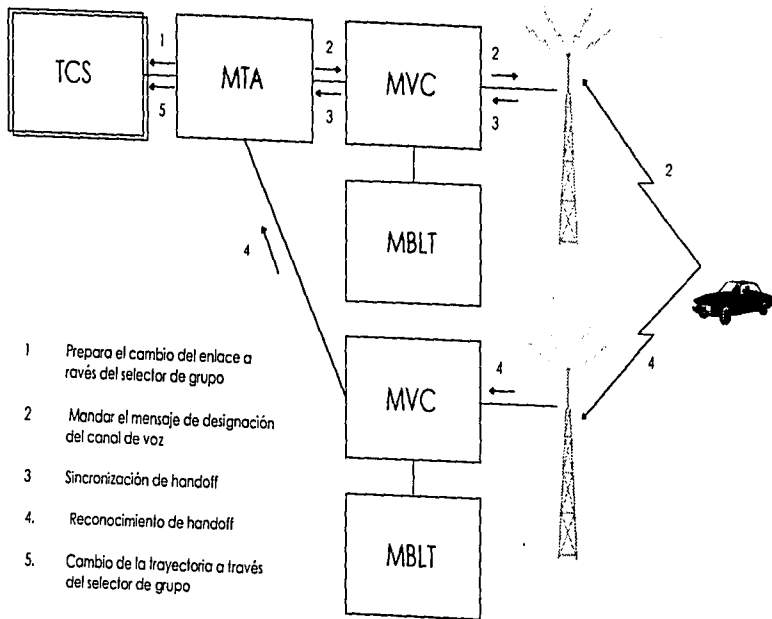 1
2
2
TCS
MTA
MVC
5
3
3
2
MBLT
4
4
4
MVC
MBLT
1 Prepara el cambio del enlace a
ravés del selector de grupo
2 Mandar el mensaje de designación
del canal de voz
3 Sincronización de handoff
4. Reconocimiento de handoff
5. Cambio de la trayectoria a través
del selector de grupo